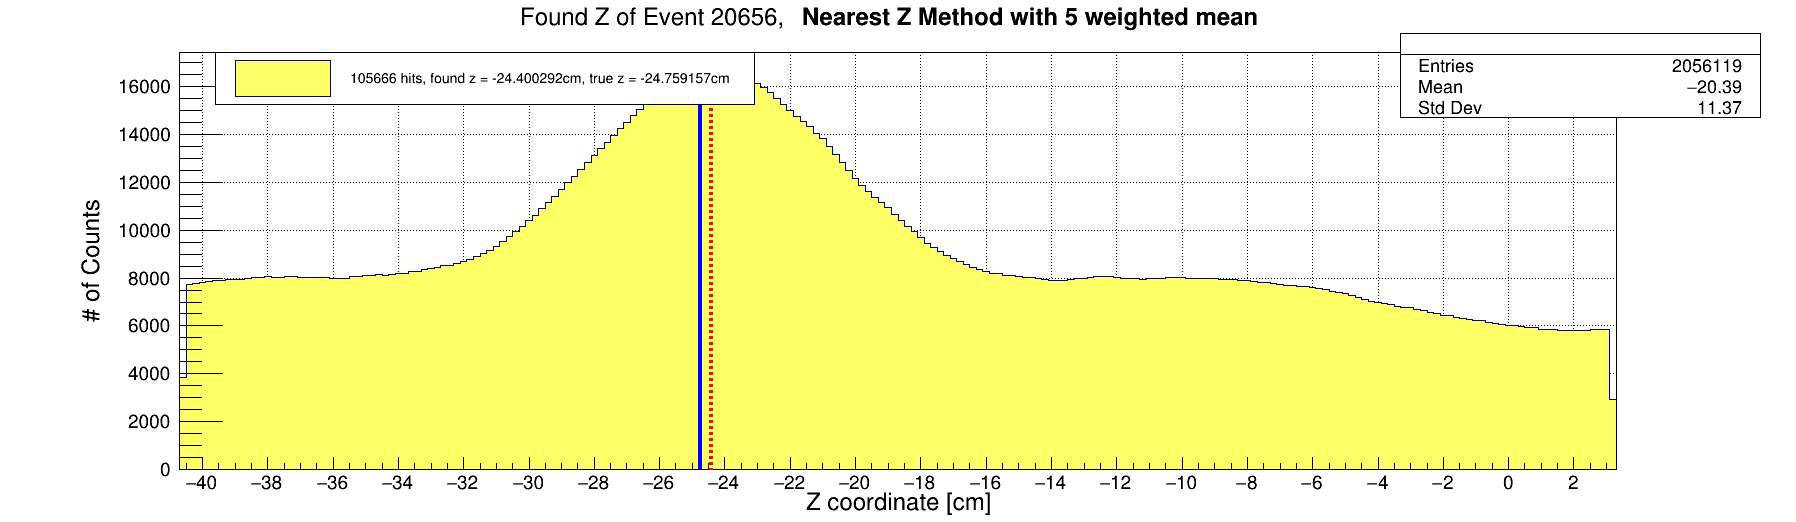 Found Z of Event 20656, Nearest Z Method with 5 weighted mean
105666 hits, found z = -24.400292cm, true z = -24.759157cm
Entries 2056119
Mean −20.39
Std Dev 11.37
# of Counts
16000
14000
12000
10000
8000
6000
4000
2000
0
−40 −38 −36 −34 −32 −30 −28 −26 −24 −22 −20 −18 −16 −14 −12 −10 −8 −6 −4 −2 0 2
Z coordinate [cm]